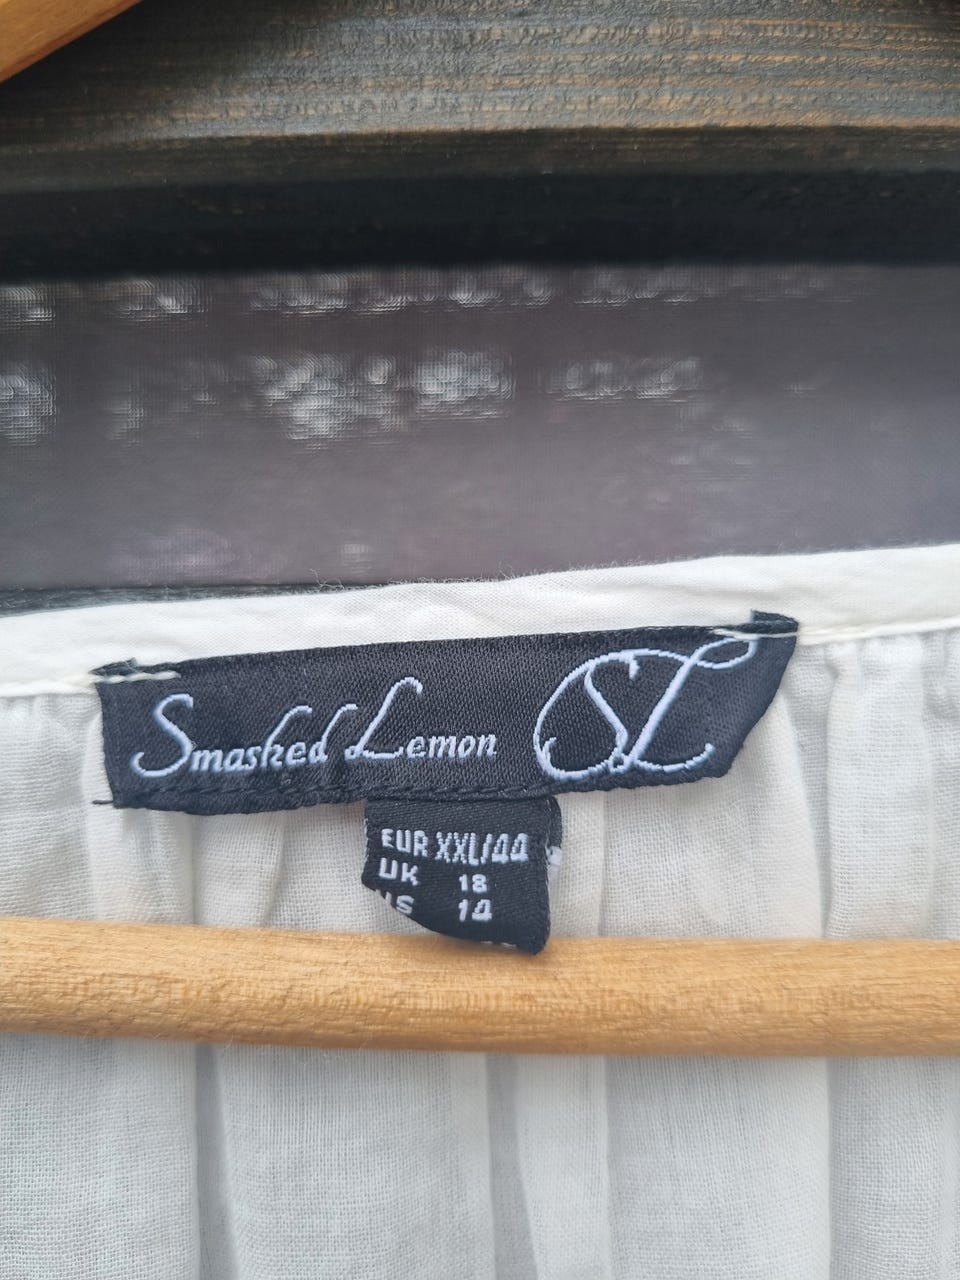 Smashed Lemon SL
EUR XXL/44
UK 18
US 14